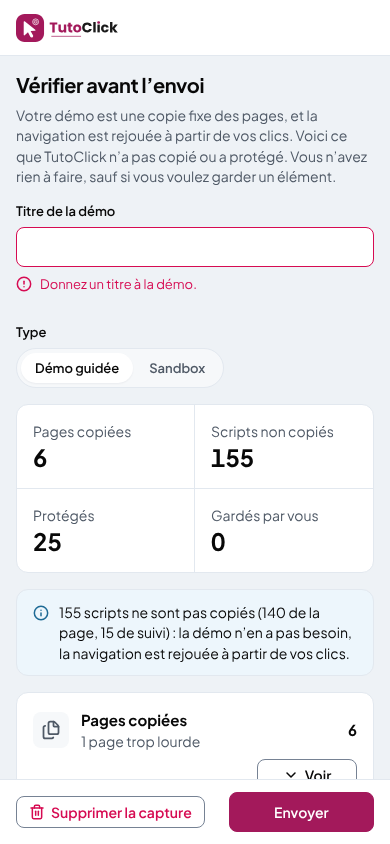 TutoClick
Vérifier avant l’envoi
Votre démo est une copie fixe des pages, et la
navigation est rejouée à partir de vos clics. Voici ce
que TutoClick n’a pas copié ou a protégé. Vous n’avez
rien à faire, sauf si vous voulez garder un élément.
Titre de la démo
Donnez un titre à la démo.
Type
Démo guidée
Sandbox
Pages copiées
6
Scripts non copiés
155
Protégés
25
Gardés par vous
0
155 scripts ne sont pas copiés (140 de la
page, 15 de suivi) : la démo n’en a pas besoin,
la navigation est rejouée à partir de vos clics.
Pages copiées
1 page trop lourde
6
Voir
Supprimer la capture
Envoyer